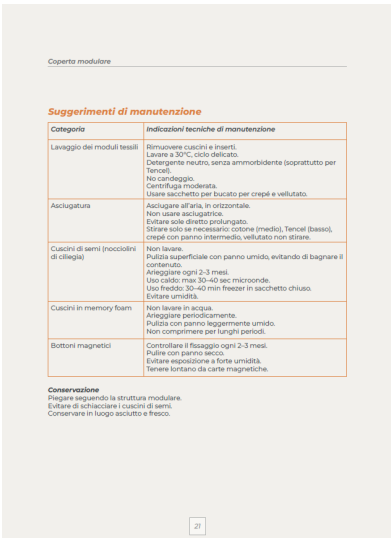 Coperta modulare
Suggerimenti di manutenzione
Categoria
Indicazioni tecniche di manutenzione
Lavaggio dei moduli tessili
Rimuovere cuscini e inserti.
Lavare a 30°C, ciclo delicato.
Detergente neutro, senza ammorbidente (soprattutto per
Tencel).
No candeggio.
Centrifuga moderata.
Usare sacchetto per bucato per crepé e vellutato.
Asciugatura
Asciugare all'aria, in orizzontale.
Non usare asciugatrice.
Evitare sole diretto prolungato.
Stirare solo se necessario: cotone (medio), Tencel (basso),
crepé con panno intermedio, vellutato non stirare.
Cuscini di semi (nocciolini
di ciliegia)
Non lavare.
Pulizia superficiale con panno umido, evitando di bagnare il
contenuto.
Arieggiare ogni 2–3 mesi.
Uso caldo: max 30–40 sec microonde.
Uso freddo: 30–40 min freezer in sacchetto chiuso.
Evitare umidità.
Cuscini in memory foam
Non lavare in acqua.
Arieggiare periodicamente.
Pulizia con panno leggermente umido.
Non comprimere per lunghi periodi.
Bottoni magnetici
Controllare il fissaggio ogni 2–3 mesi.
Pulire con panno secco.
Evitare esposizione a forte umidità.
Tenere lontano da carte magnetiche.
Conservazione
Piegare seguendo la struttura modulare.
Evitare di schiacciare i cuscini di semi.
Conservare in luogo asciutto e fresco.
21